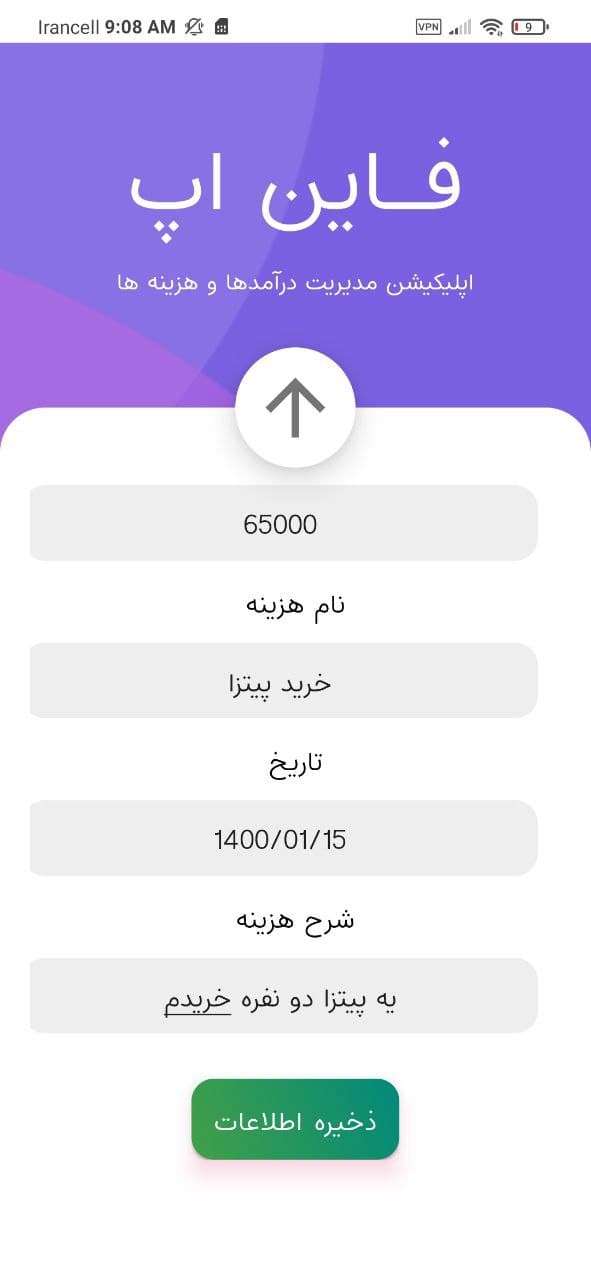 Irancell 9:08 AM VPN 9
فــاین اپ
اپلیکیشن مدیریت درآمدها و هزینه ها
65000
نام هزینه
خرید پیتزا
تاریخ
1400/01/15
شرح هزینه
یه پیتزا دو نفره خریدم
ذخیره اطلاعات